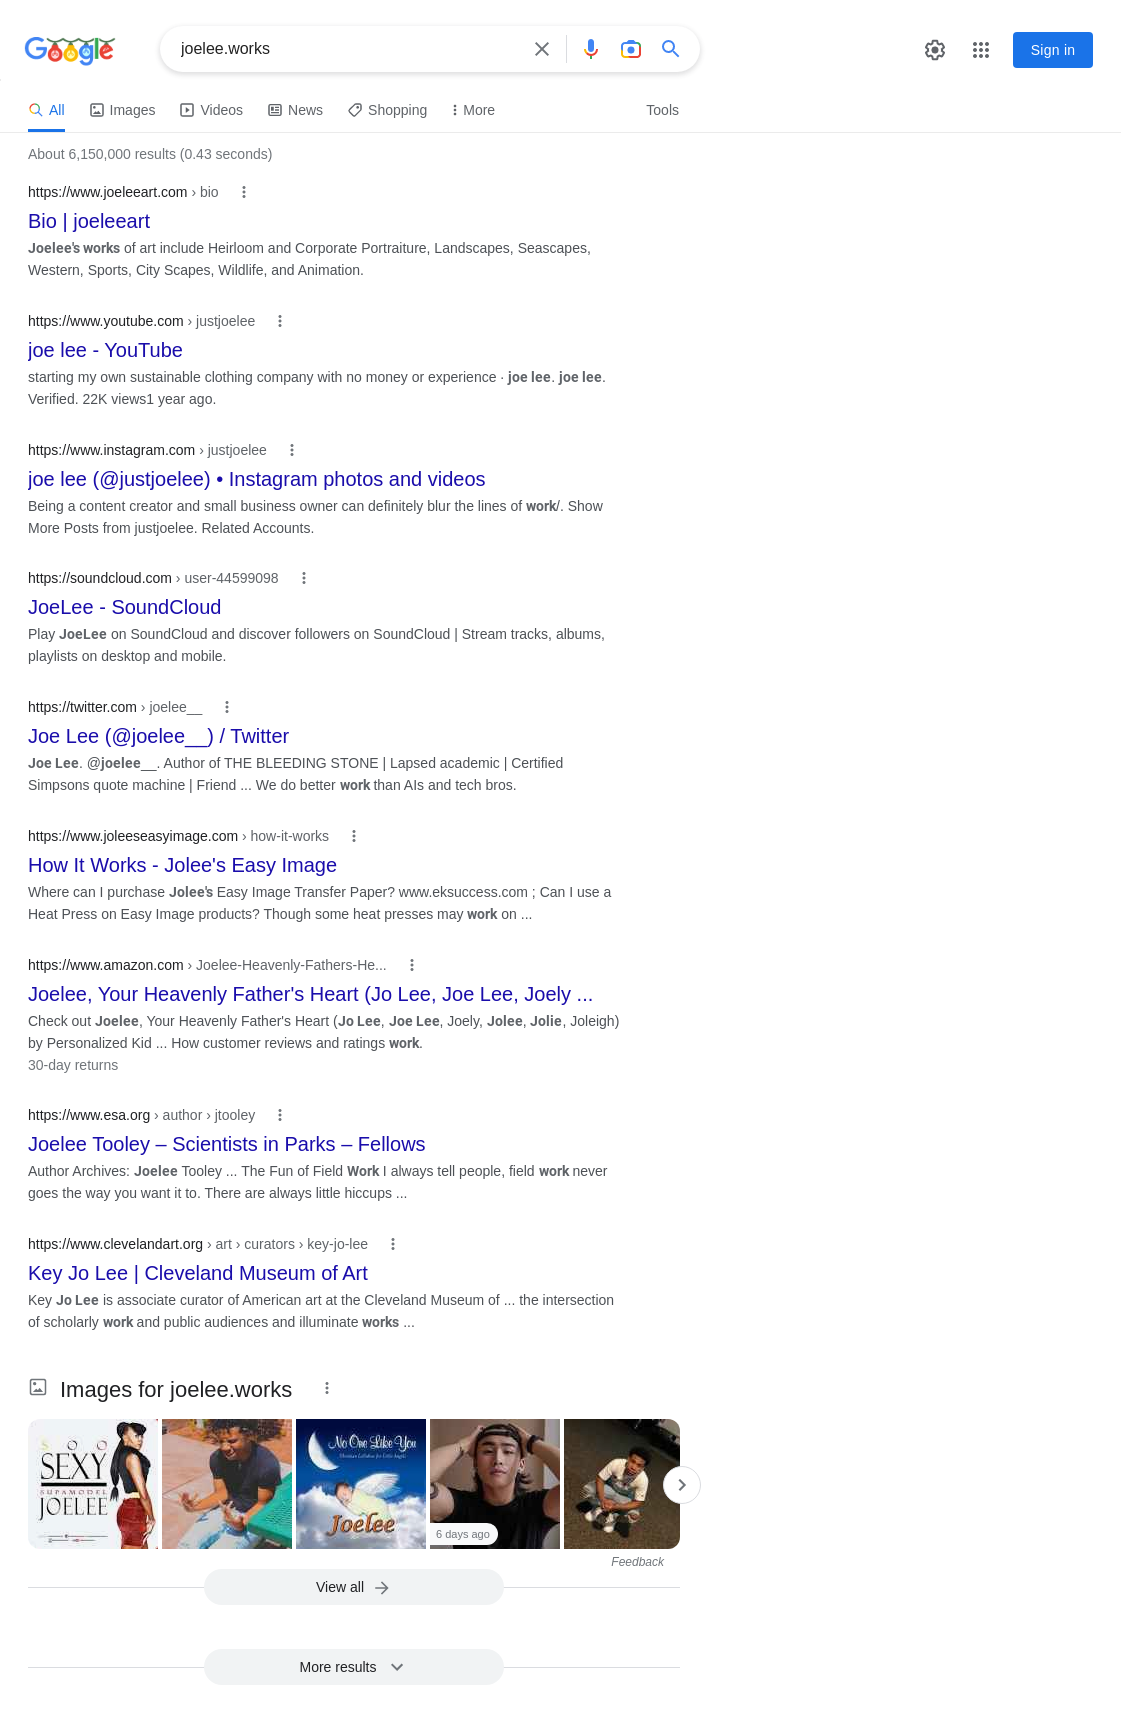 Google
joelee.works
Sign in
All
Images
Videos
News
Shopping
More
Tools
About 6,150,000 results (0.43 seconds)
https://www.joeleeart.com › bio
Bio | joeleeart
Joelee's works of art include Heirloom and Corporate Portraiture, Landscapes, Seascapes,
Western, Sports, City Scapes, Wildlife, and Animation.
https://www.youtube.com › justjoelee
joe lee - YouTube
starting my own sustainable clothing company with no money or experience · joe lee. joe lee.
Verified. 22K views1 year ago.
https://www.instagram.com › justjoelee
joe lee (@justjoelee) • Instagram photos and videos
Being a content creator and small business owner can definitely blur the lines of work/. Show
More Posts from justjoelee. Related Accounts.
https://soundcloud.com › user-44599098
JoeLee - SoundCloud
Play JoeLee on SoundCloud and discover followers on SoundCloud | Stream tracks, albums,
playlists on desktop and mobile.
https://twitter.com › joelee__
Joe Lee (@joelee__) / Twitter
Joe Lee. @joelee__. Author of THE BLEEDING STONE | Lapsed academic | Certified
Simpsons quote machine | Friend ... We do better work than AIs and tech bros.
https://www.joleeseasyimage.com › how-it-works
How It Works - Jolee's Easy Image
Where can I purchase Jolee's Easy Image Transfer Paper? www.eksuccess.com ; Can I use a
Heat Press on Easy Image products? Though some heat presses may work on ...
https://www.amazon.com › Joelee-Heavenly-Fathers-He...
Joelee, Your Heavenly Father's Heart (Jo Lee, Joe Lee, Joely ...
Check out Joelee, Your Heavenly Father's Heart (Jo Lee, Joe Lee, Joely, Jolee, Jolie, Joleigh)
by Personalized Kid ... How customer reviews and ratings work.
30-day returns
https://www.esa.org › author › jtooley
Joelee Tooley – Scientists in Parks – Fellows
Author Archives: Joelee Tooley ... The Fun of Field Work I always tell people, field work never
goes the way you want it to. There are always little hiccups ...
https://www.clevelandart.org › art › curators › key-jo-lee
Key Jo Lee | Cleveland Museum of Art
Key Jo Lee is associate curator of American art at the Cleveland Museum of ... the intersection
of scholarly work and public audiences and illuminate works ...
Images for joelee.works
SOO
SEXY
SUPAMODEL
JOELEE
No One Like You
Christian Lullabies for Little Angels
Joelee
6 days ago
Feedback
View all
More results